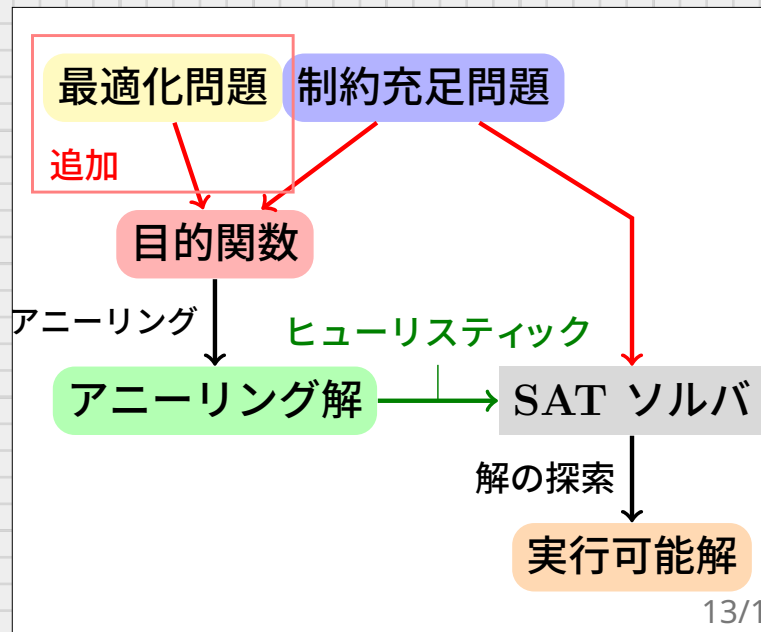 最適化問題
制約充足問題
追加
目的関数
アニーリング
ヒューリスティック
アニーリング解
SAT ソルバ
解の探索
実行可能解
13/1